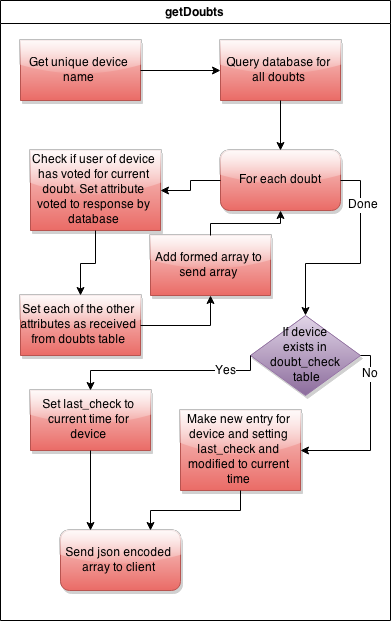 getDoubts
Get unique device
name
Query database for
all doubts
Check if user of device
has voted for current
doubt. Set attribute
voted to response by
database
For each doubt
Done
Add formed array to
send array
Set each of the other
attributes as received
from doubts table
If device
exists in
doubt_check
table
Yes
No
Set last_check to
current time for
device
Make new entry for
device and setting
last_check and
modified to current
time
Send json encoded
array to client